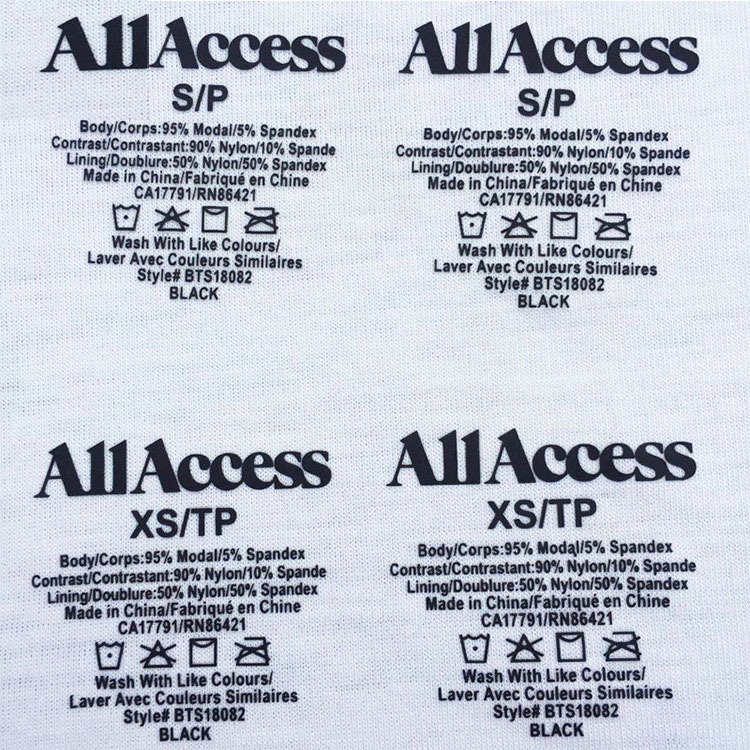 All Access
S/P
Body/Corps:95% Modal/5% Spandex
Contrast/Contrastant:90% Nylon/10% Spande
Lining/Doublure:50% Nylon/50% Spandex
Made in China/Fabriqué en Chine
CA17791/RN86421
Wash With Like Colours/
Laver Avec Couleurs Similaires
Style# BTS18082
BLACK
All Access
S/P
Body/Corps:95% Modal/5% Spandex
Contrast/Contrastant:90% Nylon/10% Spande
Lining/Doublure:50% Nylon/50% Spandex
Made in China/Fabriqué en Chine
CA17791/RN86421
Wash With Like Colours/
Laver Avec Couleurs Similaires
Style# BTS18082
BLACK
All Access
XS/TP
Body/Corps:95% Modal/5% Spandex
Contrast/Contrastant:90% Nylon/10% Spande
Lining/Doublure:50% Nylon/50% Spandex
Made in China/Fabriqué en Chine
CA17791/RN86421
Wash With Like Colours/
Laver Avec Couleurs Similaires
Style# BTS18082
BLACK
All Access
XS/TP
Body/Corps:95% Modal/5% Spandex
Contrast/Contrastant:90% Nylon/10% Spande
Lining/Doublure:50% Nylon/50% Spandex
Made in China/Fabriqué en Chine
CA17791/RN86421
Wash With Like Colours/
Laver Avec Couleurs Similaires
Style# BTS18082
BLACK